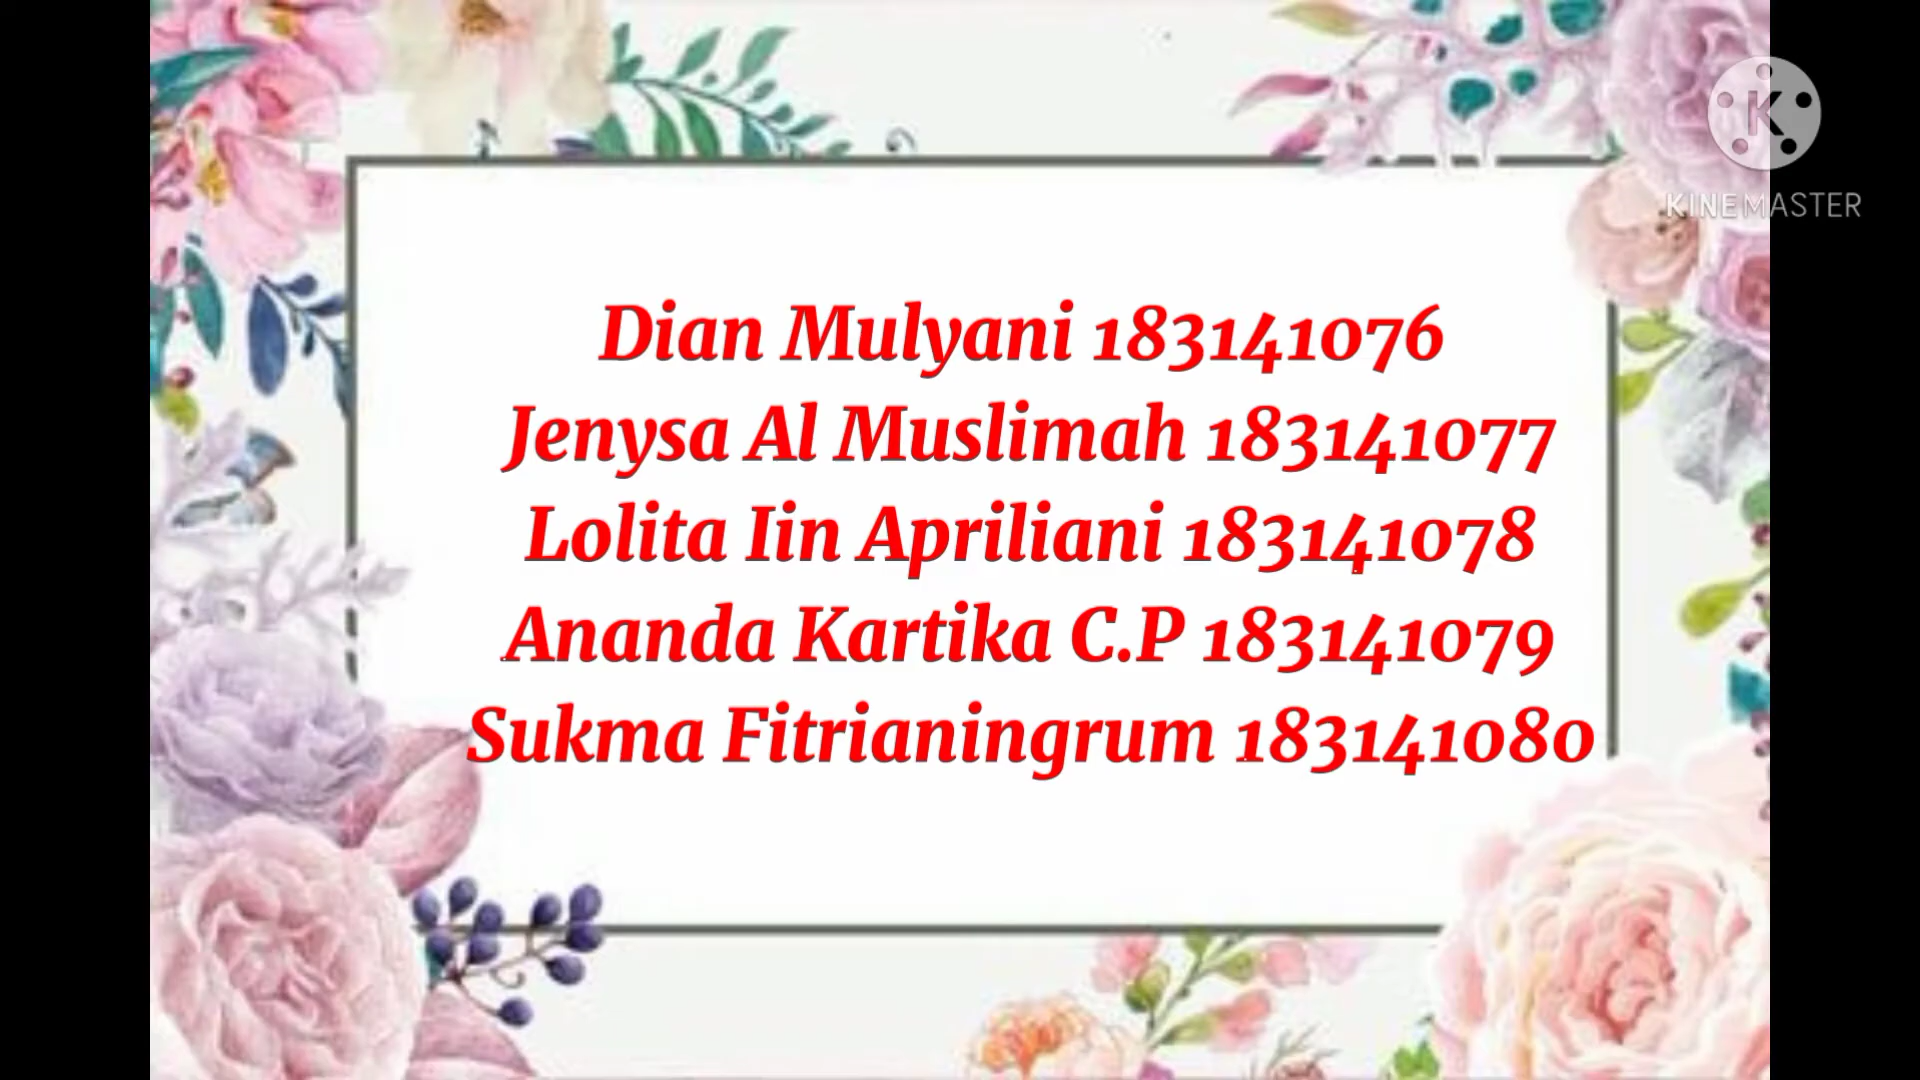 K
KINEMASTER
Dian Mulyani 183141076
Jenysa Al Muslimah 183141077
Lolita Iin Apriliani 183141078
Ananda Kartika C.P 183141079
Sukma Fitrianingrum 183141080